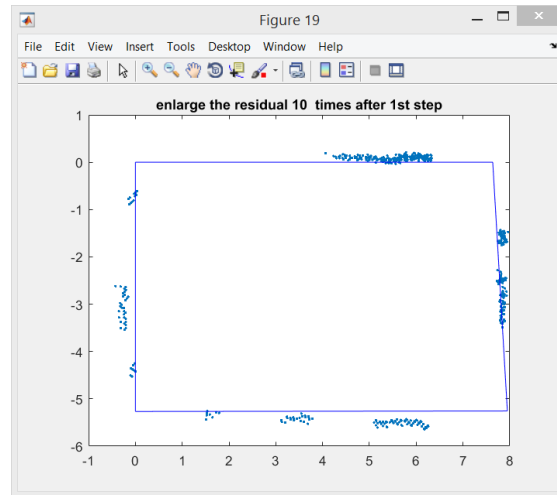 Figure 19
File Edit View Insert Tools Desktop Window Help
enlarge the residual 10 times after 1st step
1
0
-1
-2
-3
-4
-5
-6
-1 0 1 2 3 4 5 6 7 8